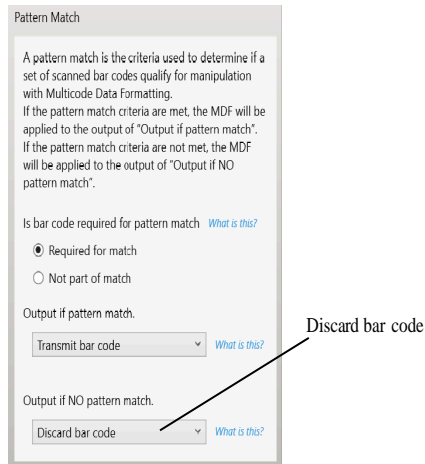 Pattern Match
A pattern match is the criteria used to determine if a
set of scanned bar codes qualify for manipulation
with Multicode Data Formatting.
If the pattern match criteria are met, the MDF will be
applied to the output of "Output if pattern match".
If the pattern match criteria are not met, the MDF
will be applied to the output of "Output if NO
pattern match".
Is bar code required for pattern match What is this?
Required for match
Not part of match
Output if pattern match.
Transmit bar code What is this?
Discard bar code
Output if NO pattern match.
Discard bar code What is this?